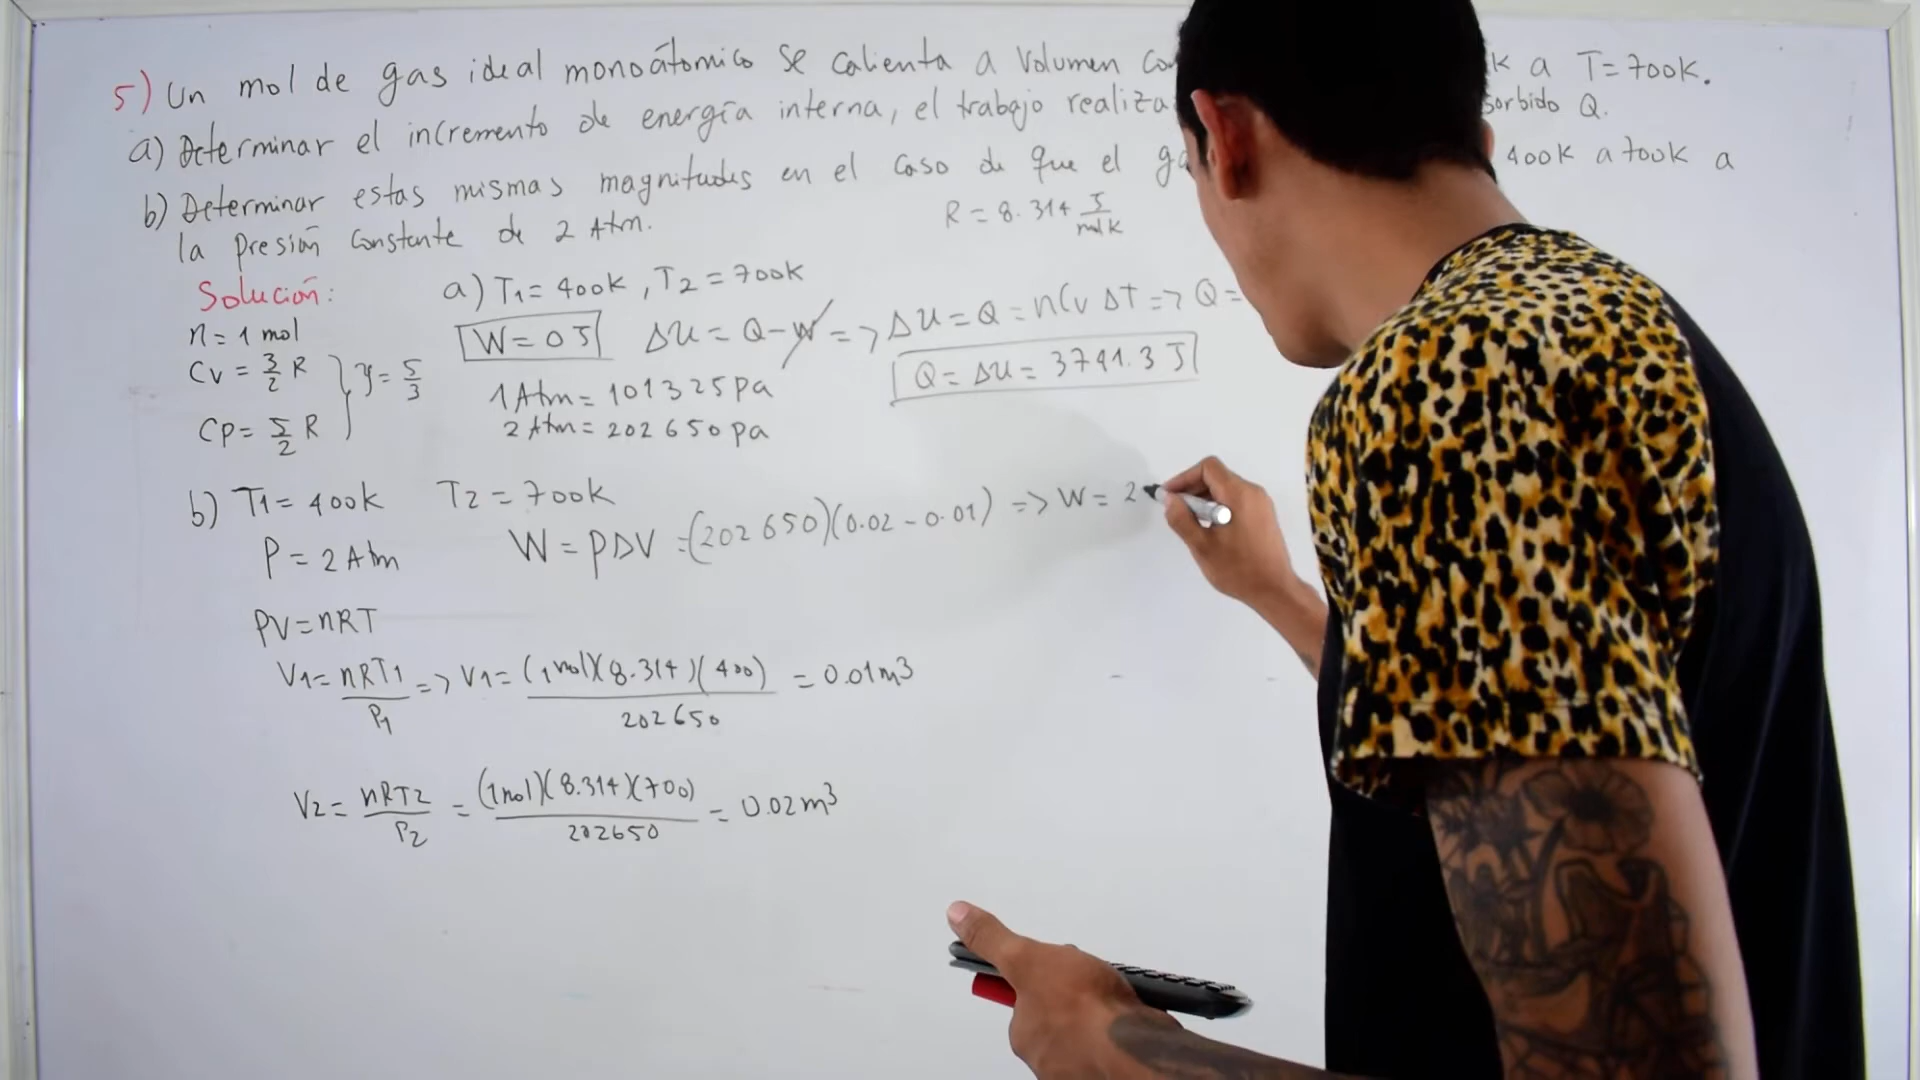 5) Un mol de gas ideal monoátomico se calienta a Volumen Co k a T=700k.
a) Determinar el incremento de energía interna, el trabajo realiza sorbido Q.
b) Determinar estas mismas magnitudes en el caso de que el ga 400k a 700k a
la presión constante de 2 Atm.
R = 8.314 J/mol K
Solución:
n = 1 mol
Cv = 3/2 R
Cp = 5/2 R
γ = 5/3
a) T1 = 400k, T2 = 700k
W = 0 J
ΔU = Q - W => ΔU = Q = nCv ΔT => Q =
Q = ΔU = 3741.3 J
1 Atm = 101325 pa
2 Atm = 202650 pa
b) T1 = 400k T2 = 700k
P = 2 Atm
W = PΔV = (202650)(0.02 - 0.01) => W = 2
PV = nRT
V1 = nRT1/P1 => V1 = (1mol)(8.314)(400)/202650 = 0.01m³
V2 = nRT2/P2 = (1mol)(8.314)(700)/202650 = 0.02m³